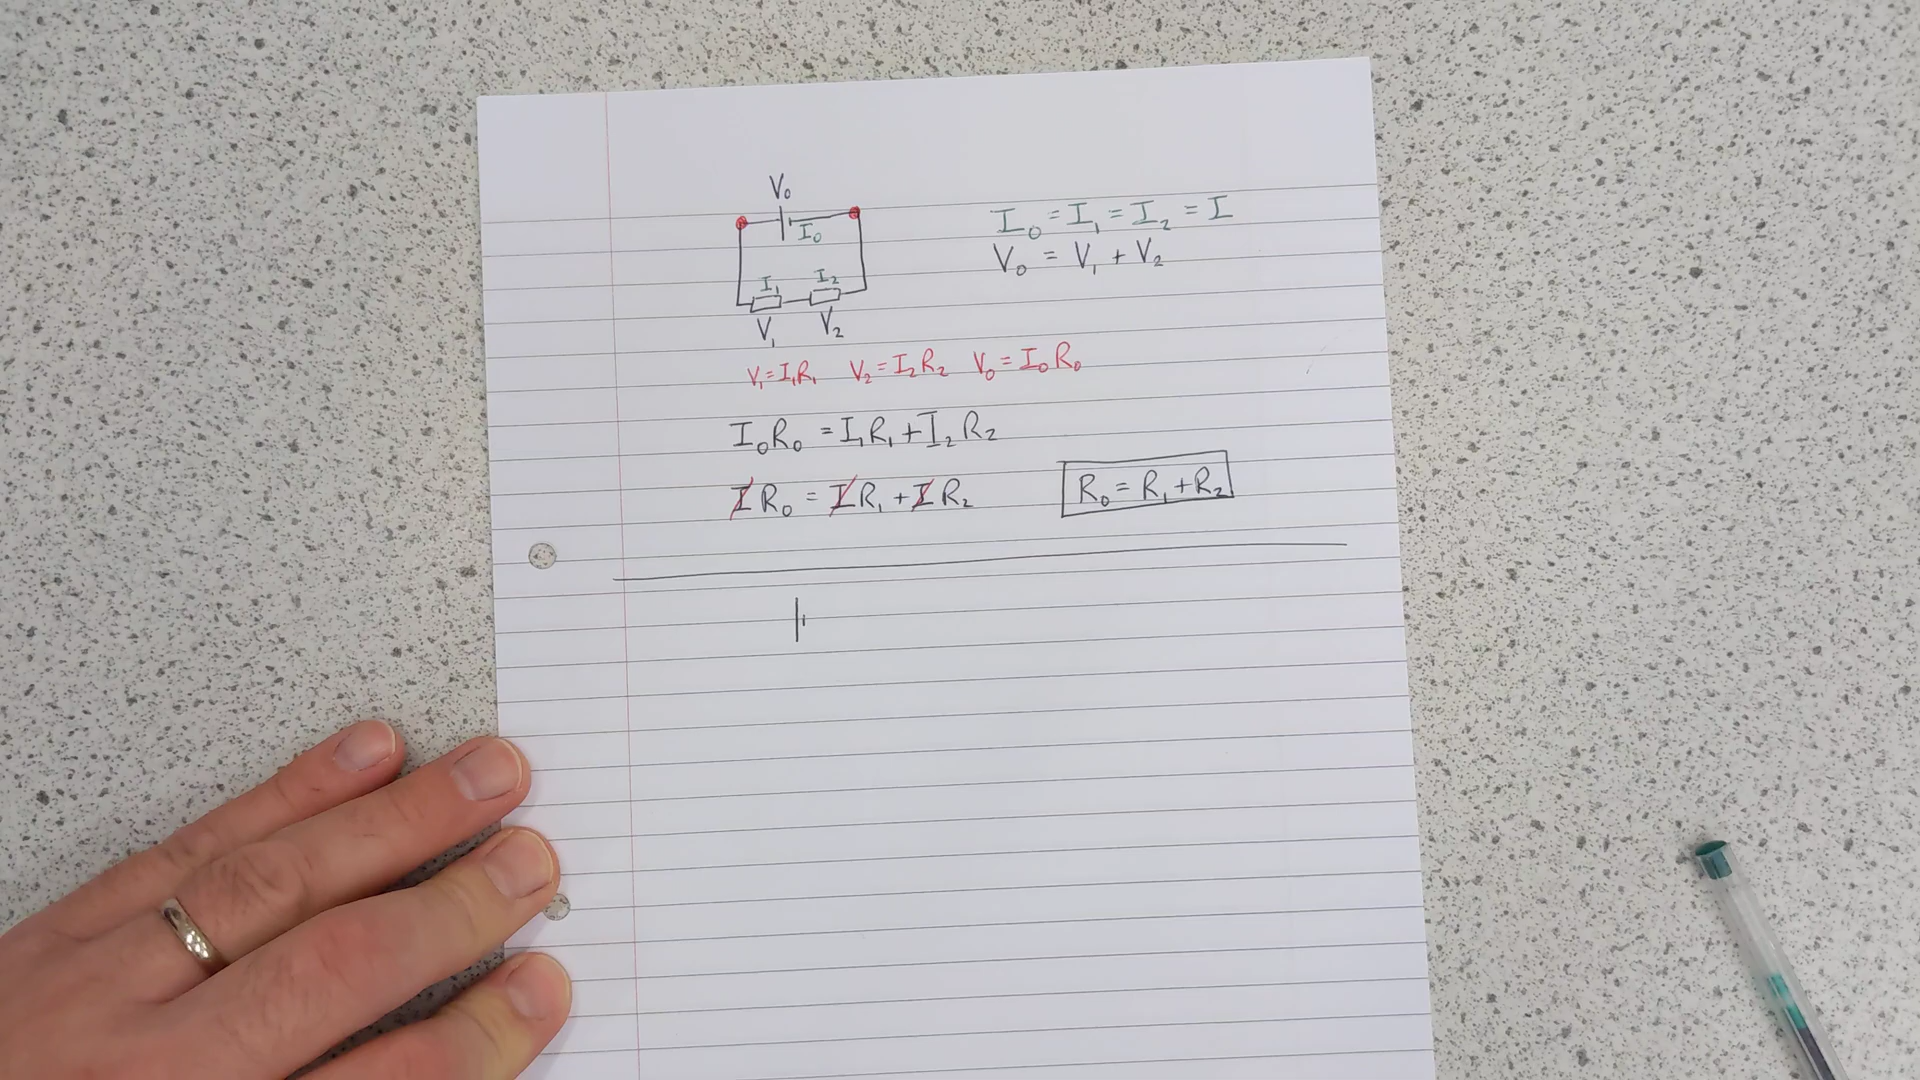 V₀
I₀
I₁ I₂
V₁ V₂
I₀ = I₁ = I₂ = I
V₀ = V₁ + V₂
V₁ = I₁R₁ V₂ = I₂R₂ V₀ = I₀R₀
I₀R₀ = I₁R₁ + I₂R₂
IR₀ = IR₁ + IR₂
R₀ = R₁ + R₂